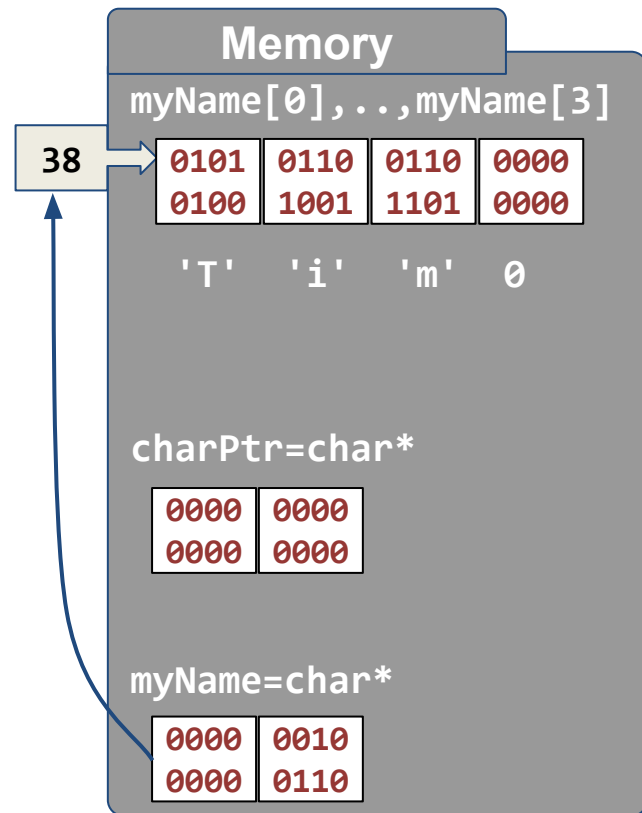 Memory
myName[0],..,myName[3]
38
0101 0110 0110 0000
0100 1001 1101 0000
'T' 'i' 'm' 0
charPtr=char*
0000 0000
0000 0000
myName=char*
0000 0010
0000 0110